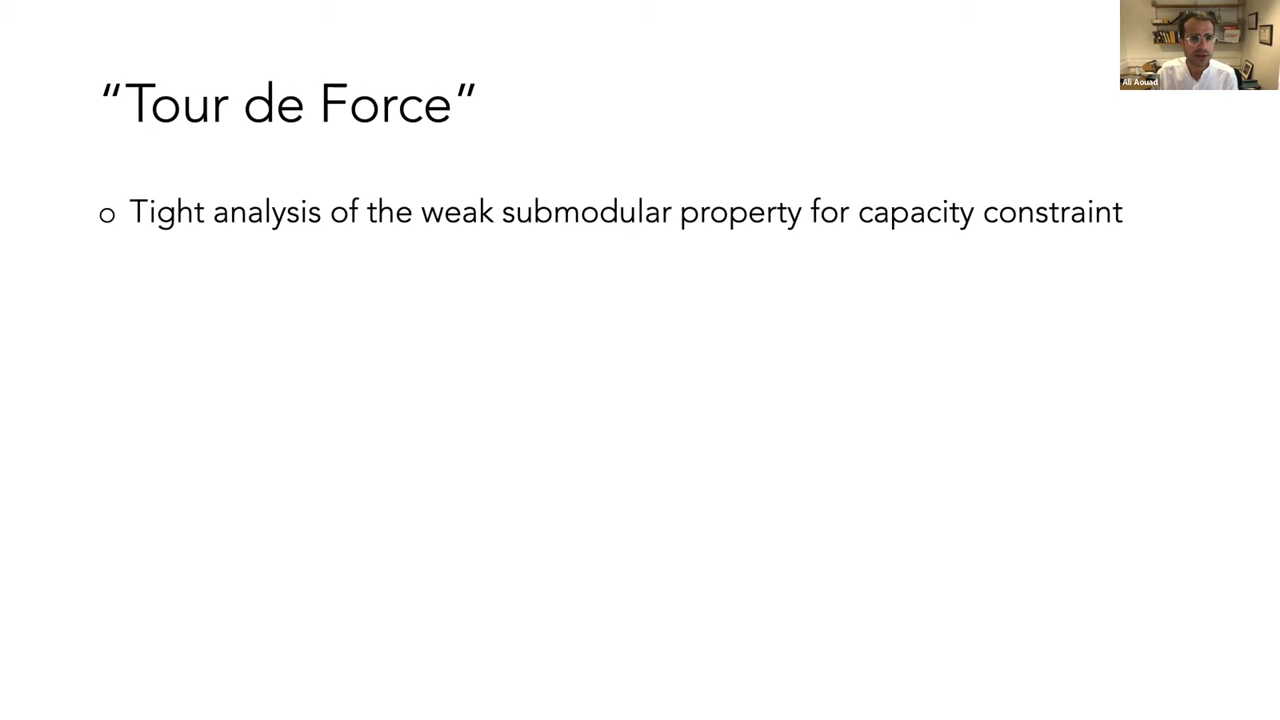 “Tour de Force”
o Tight analysis of the weak submodular property for capacity constraint
Ali Aouad